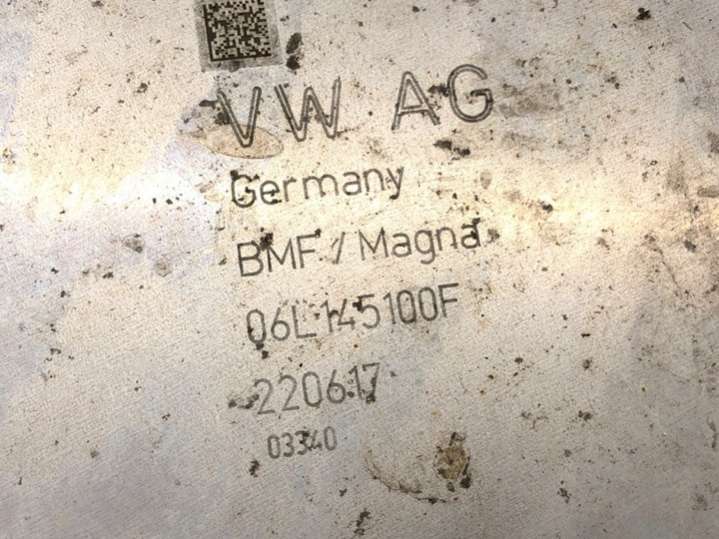 VW AG
Germany
BMF / Magna
06L145100F
220617
03340